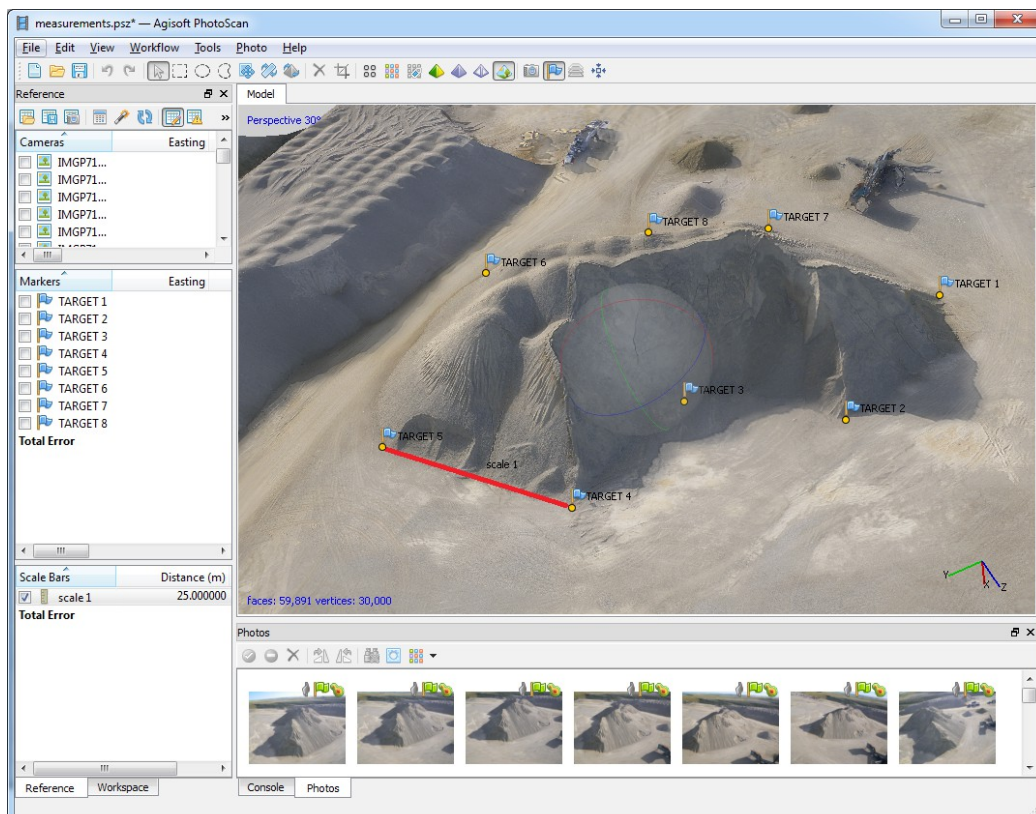 measurements.psz* — Agisoft PhotoScan
File Edit View Workflow Tools Photo Help
Reference
Model
Cameras Easting
IMGP71...
IMGP71...
IMGP71...
IMGP71...
IMGP71...
Markers Easting
TARGET 1
TARGET 2
TARGET 3
TARGET 4
TARGET 5
TARGET 6
TARGET 7
TARGET 8
Total Error
Scale Bars Distance (m)
scale 1 25.000000
Total Error
Reference Workspace
Perspective 30°
TARGET 7
TARGET 8
TARGET 6
TARGET 1
TARGET 3
TARGET 2
TARGET 5
scale 1
TARGET 4
Y X Z
faces: 59,891 vertices: 30,000
Photos
Console Photos